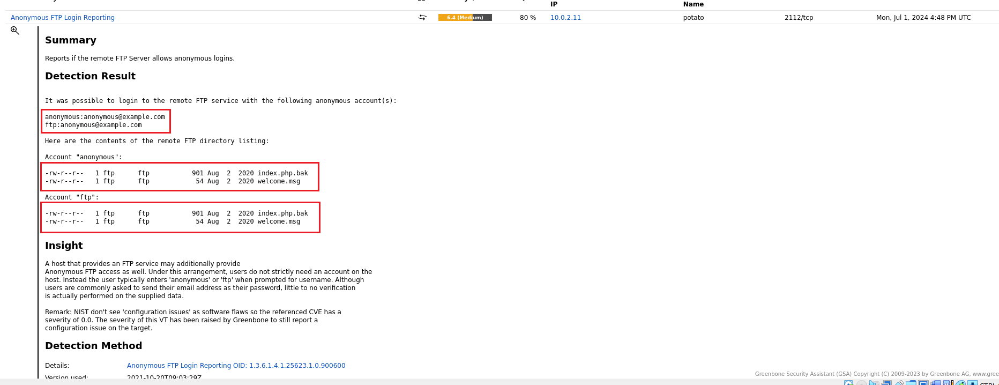 IP Name
Anonymous FTP Login Reporting 6.4 (Medium) 80 % 10.0.2.11 potato 2112/tcp Mon, Jul 1, 2024 4:48 PM UTC
Summary
Reports if the remote FTP Server allows anonymous logins.
Detection Result
It was possible to login to the remote FTP service with the following anonymous account(s):
anonymous:anonymous@example.com
ftp:anonymous@example.com
Here are the contents of the remote FTP directory listing:
Account "anonymous":
-rw-r--r--   1 ftp      ftp           901 Aug  2  2020 index.php.bak
-rw-r--r--   1 ftp      ftp            54 Aug  2  2020 welcome.msg
Account "ftp":
-rw-r--r--   1 ftp      ftp           901 Aug  2  2020 index.php.bak
-rw-r--r--   1 ftp      ftp            54 Aug  2  2020 welcome.msg
Insight
A host that provides an FTP service may additionally provide
Anonymous FTP access as well. Under this arrangement, users do not strictly need an account on the
host. Instead the user typically enters 'anonymous' or 'ftp' when prompted for username. Although
users are commonly asked to send their email address as their password, little to no verification
is actually performed on the supplied data.
Remark: NIST don't see 'configuration issues' as software flaws so the referenced CVE has a
severity of 0.0. The severity of this VT has been raised by Greenbone to still report a
configuration issue on the target.
Detection Method
Details: Anonymous FTP Login Reporting OID: 1.3.6.1.4.1.25623.1.0.900600
Version used: 2021-10-20T09:03:29Z
Greenbone Security Assistant (GSA) Copyright (C) 2009-2023 by Greenbone AG, www.gree